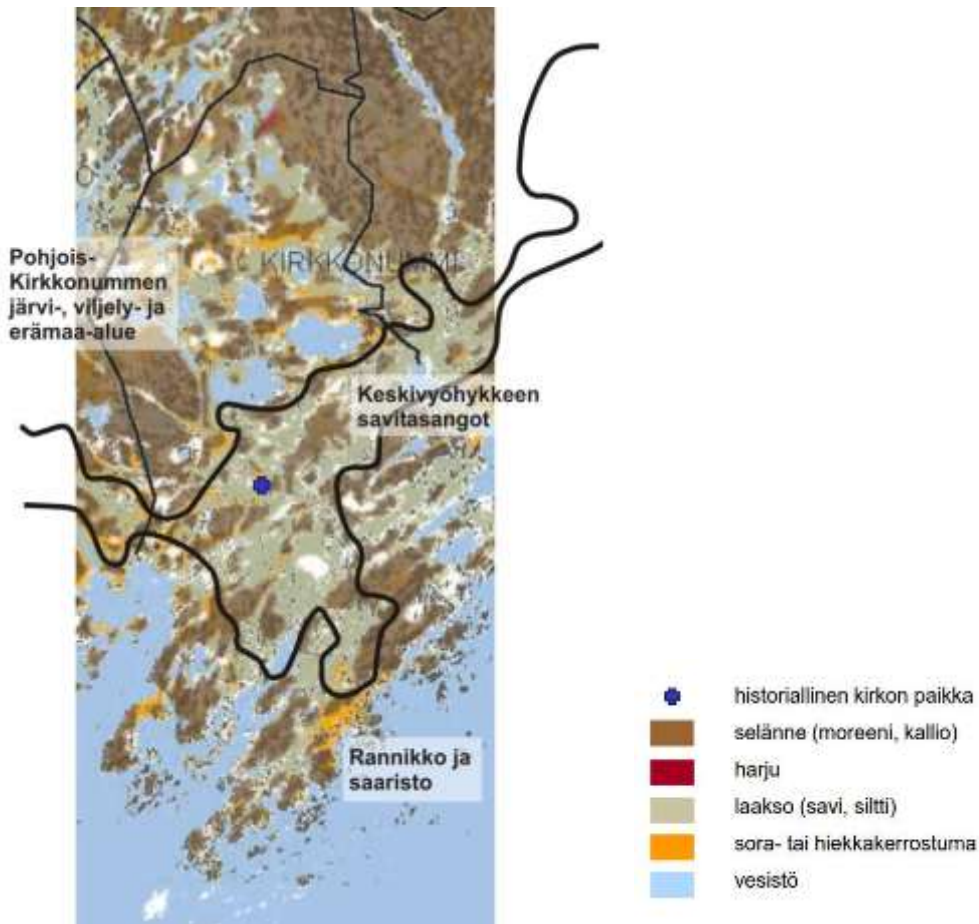 Ö
KIRKKONUMMI
Pohjois-
Kirkkonummen
järvi-, viljely- ja
erämaa-alue
Keskivyöhykkeen
savitasangot
Rannikko ja
saaristo
historiallinen kirkon paikka
selänne (moreeni, kallio)
harju
laakso (savi, siltti)
sora- tai hiekkakerrostuma
vesistö